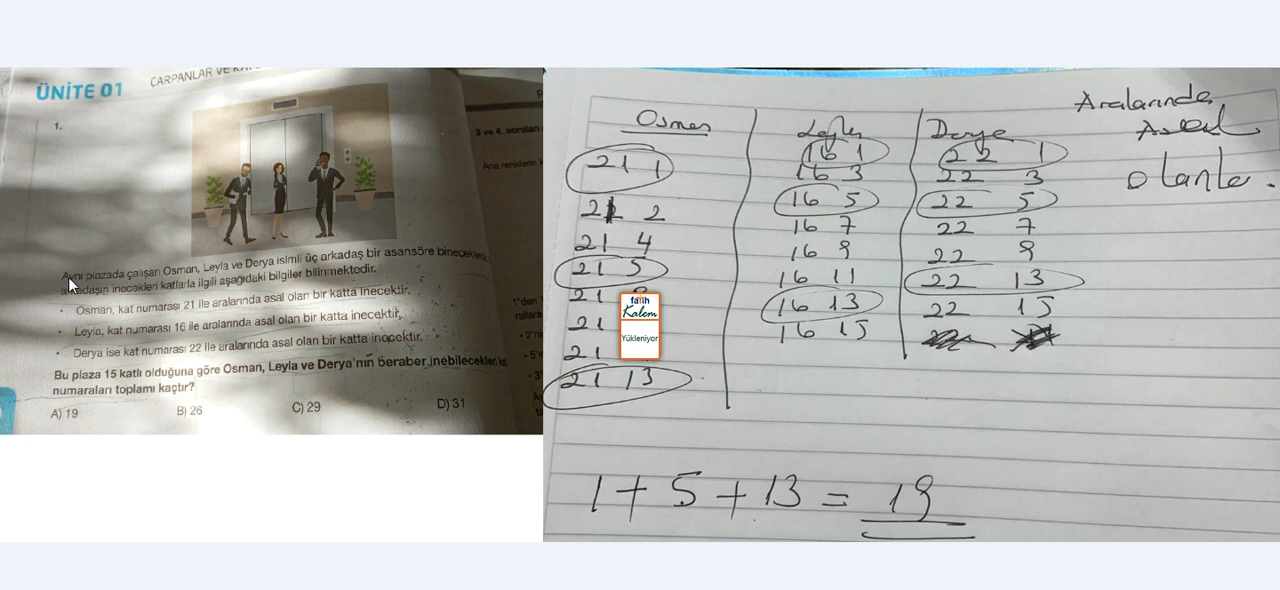 ÜNİTE 01
ÇARPANLAR VE
1.
3 ve 4. soruları
Ayni plazada çalışan Osman, Leyla ve Derya isimli üç arkadaş bir asansöre binecekler
arkadaşın inecekleri katlarla ilgili aşağıdaki bilgiler bilinmektedir.
• Osman, kat numarası 21 ile aralarında asal olan bir katta inecektir.
• Leyla, kat numarası 16 ile aralarında asal olan bir katta inecektir,
• Derya ise kat numarası 22 ile aralarında asal olan bir katta inecektir.
Bu plaza 15 katlı olduğuna göre Osman, Leyla ve Derya'nın beraber inebilecekleri
numaraları toplamı kaçtır?
A) 19 B) 26 C) 29 D) 31
1'den
Osman
21 1
21 2
21 4
21 5
21
21
21
21 13
Leyla
16 1
16 3
16 5
16 7
16 9
16 11
16 13
16 15
Derya
22 1
22 3
22 5
22 7
22 9
22 13
22 15
Aralarında
Asal
olanla.
fatih
Kalem
Yükleniyor
1 + 5 + 13 = 19